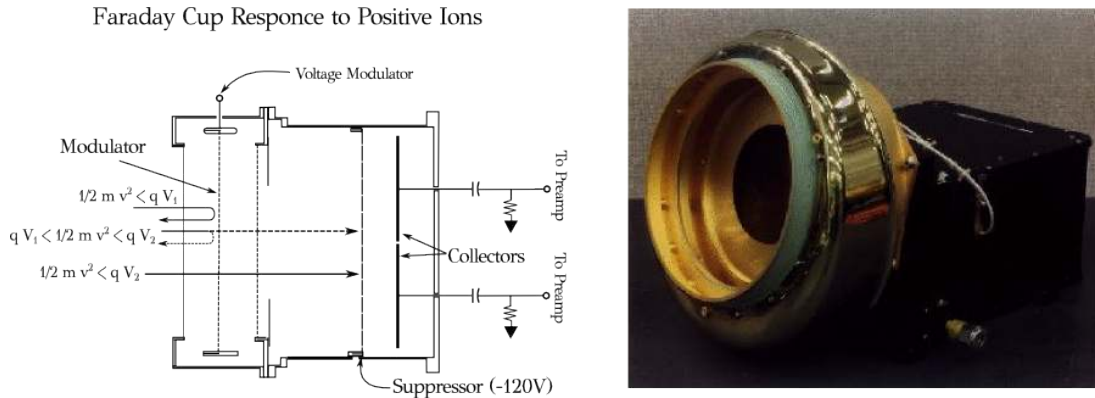 Faraday Cup Responce to Positive Ions
Voltage Modulator
Modulator
1/2 m v² < q V₁
q V₁ < 1/2 m v² < q V₂
1/2 m v² < q V₂
Collectors
To Preamp
To Preamp
Suppressor (-120V)